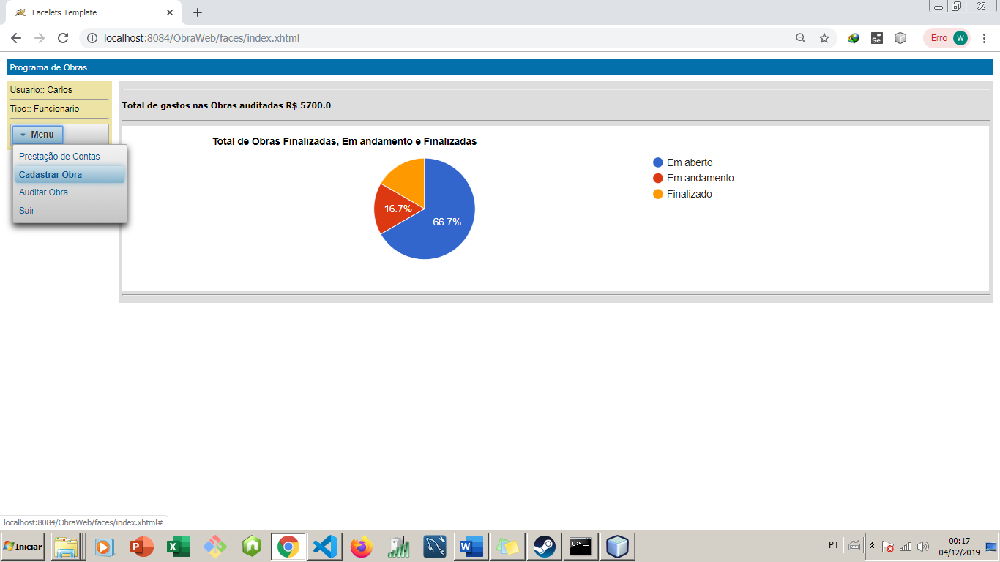 Facelets Template
localhost:8084/ObraWeb/faces/index.xhtml
Se
Erro
W
Programa de Obras
Usuario:: Carlos
Tipo:: Funcionario
Menu
Prestação de Contas
Cadastrar Obra
Auditar Obra
Sair
Total de gastos nas Obras auditadas R$ 5700.0
Total de Obras Finalizadas, Em andamento e Finalizadas
16.7%
66.7%
Em aberto
Em andamento
Finalizado
localhost:8084/ObraWeb/faces/index.xhtml#
Iniciar
PT
00:17
04/12/2019